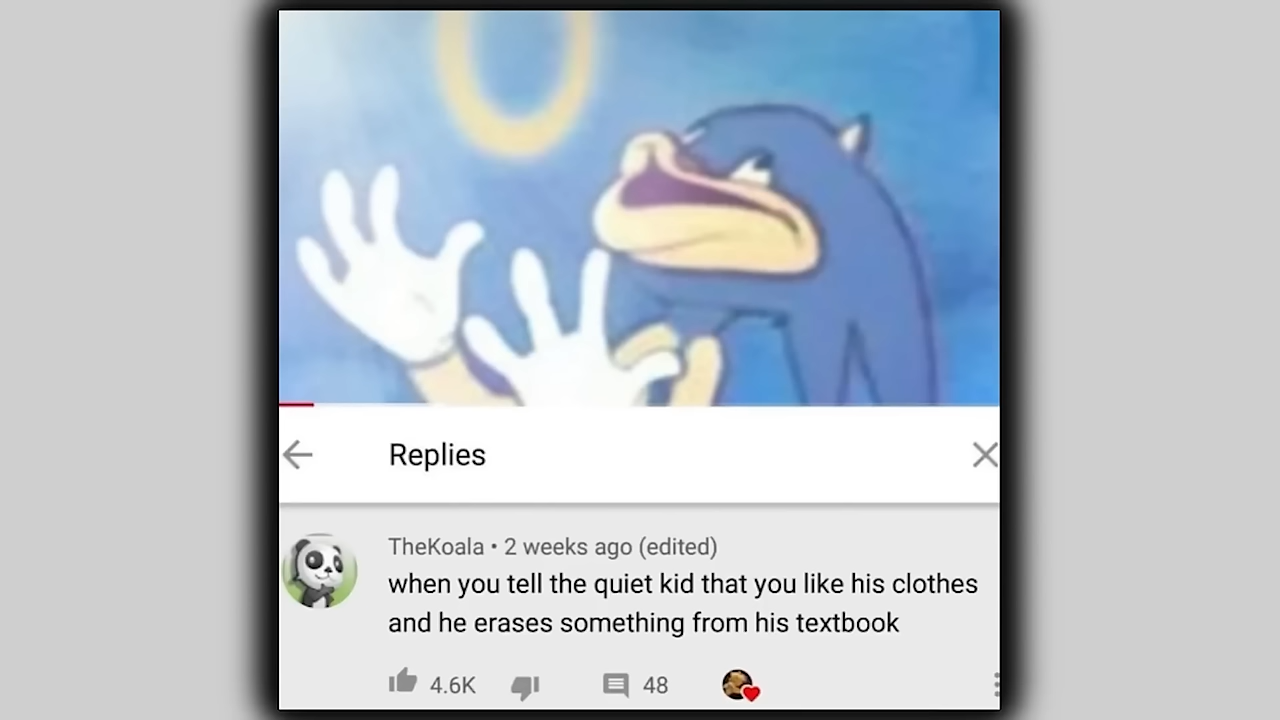 Replies
TheKoala • 2 weeks ago (edited)
when you tell the quiet kid that you like his clothes
and he erases something from his textbook
4.6K 48